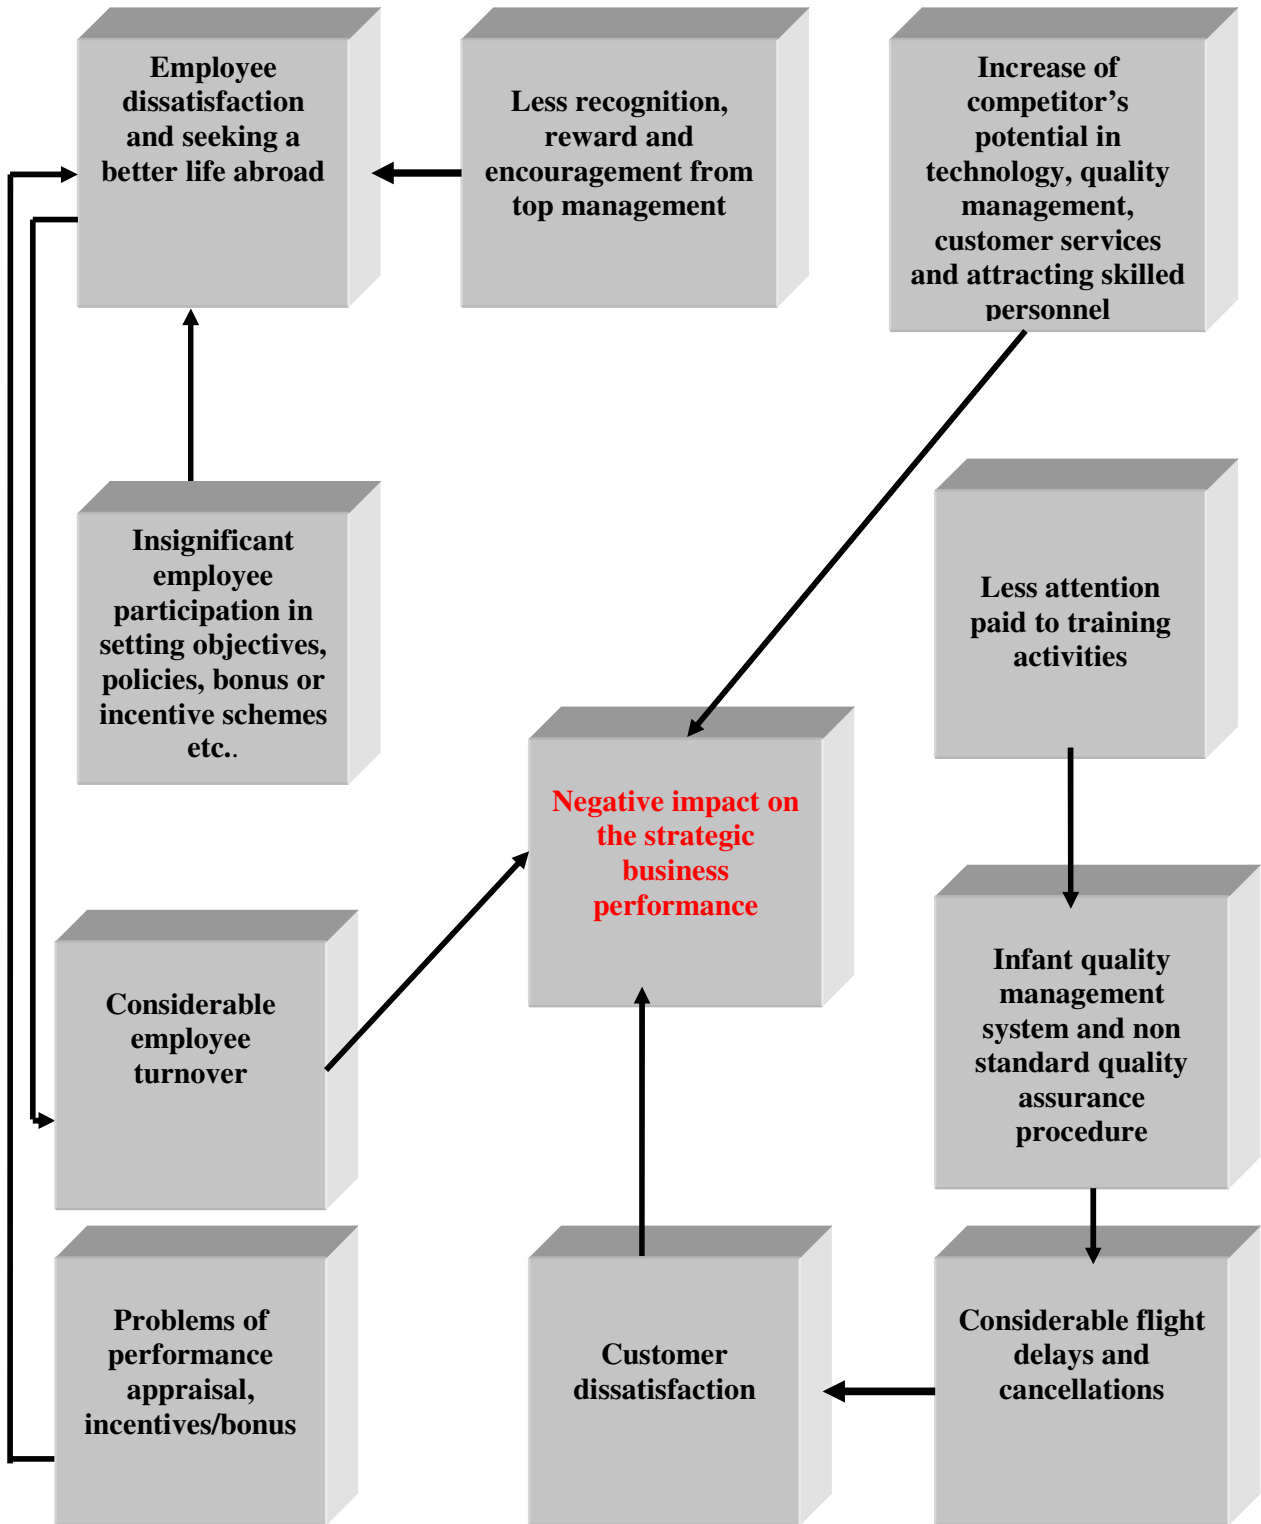 Employee
dissatisfaction
and seeking a
better life abroad
Less recognition,
reward and
encouragement from
top management
Increase of
competitor’s
potential in
technology, quality
management,
customer services
and attracting skilled
personnel
Insignificant
employee
participation in
setting objectives,
policies, bonus or
incentive schemes
etc..
Less attention
paid to training
activities
Negative impact on
the strategic
business
performance
Considerable
employee
turnover
Infant quality
management
system and non
standard quality
assurance
procedure
Problems of
performance
appraisal,
incentives/bonus
Customer
dissatisfaction
Considerable flight
delays and
cancellations